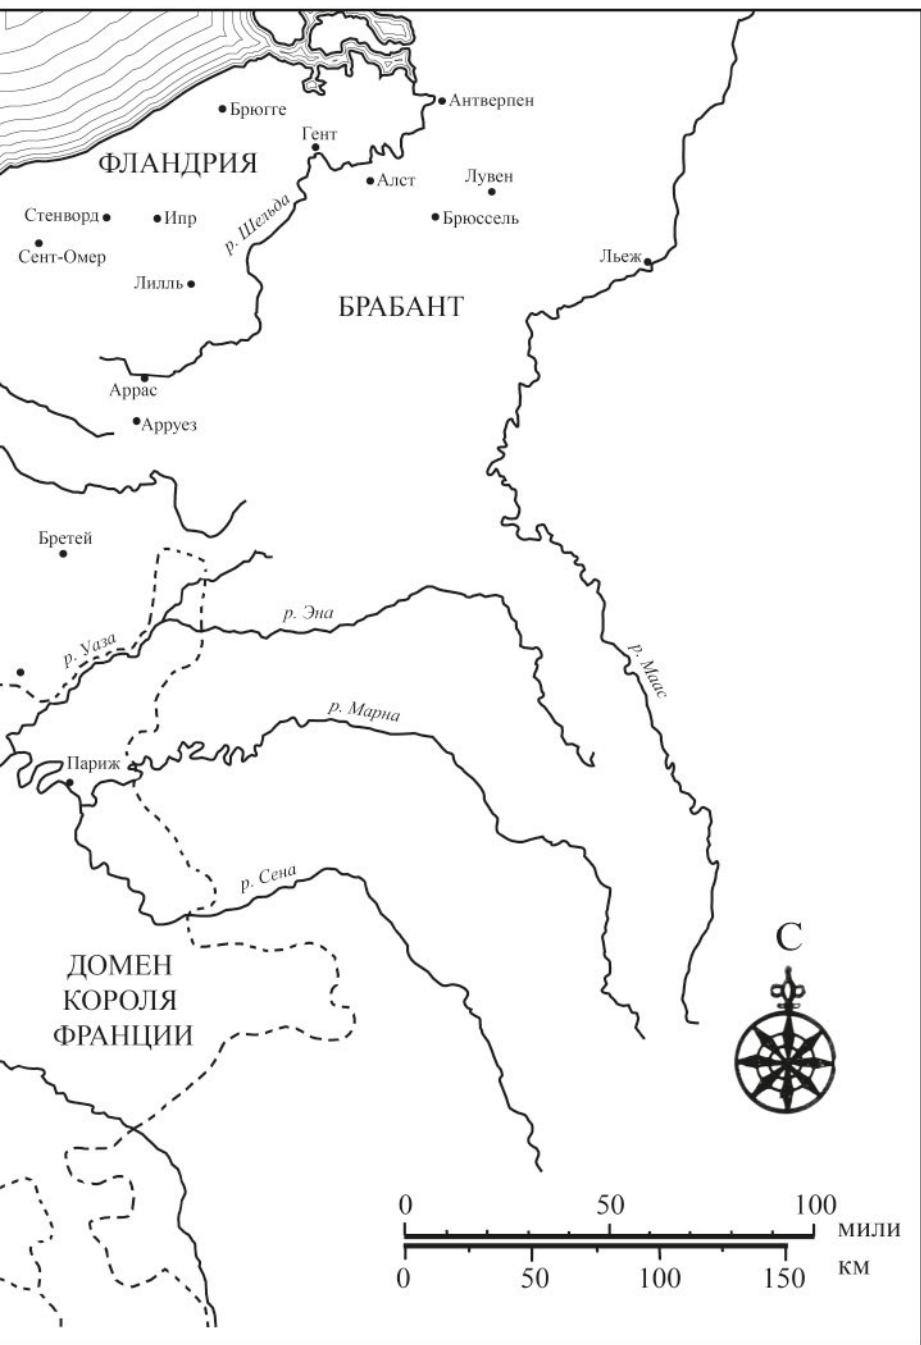 Брюгге
Антверпен
Гент
ФЛАНДРИЯ
Алст
Лувен
Стенворд
Ипр
р. Шельда
Брюссель
Сент-Омер
Льеж
Лилль
БРАБАНТ
Аррас
Арруез
Бретей
р. Эна
р. Уаза
р. Маас
р. Марна
Париж
р. Сена
С
ДОМЕН
КОРОЛЯ
ФРАНЦИИ
0 50 100
мили
км
0 50 100 150